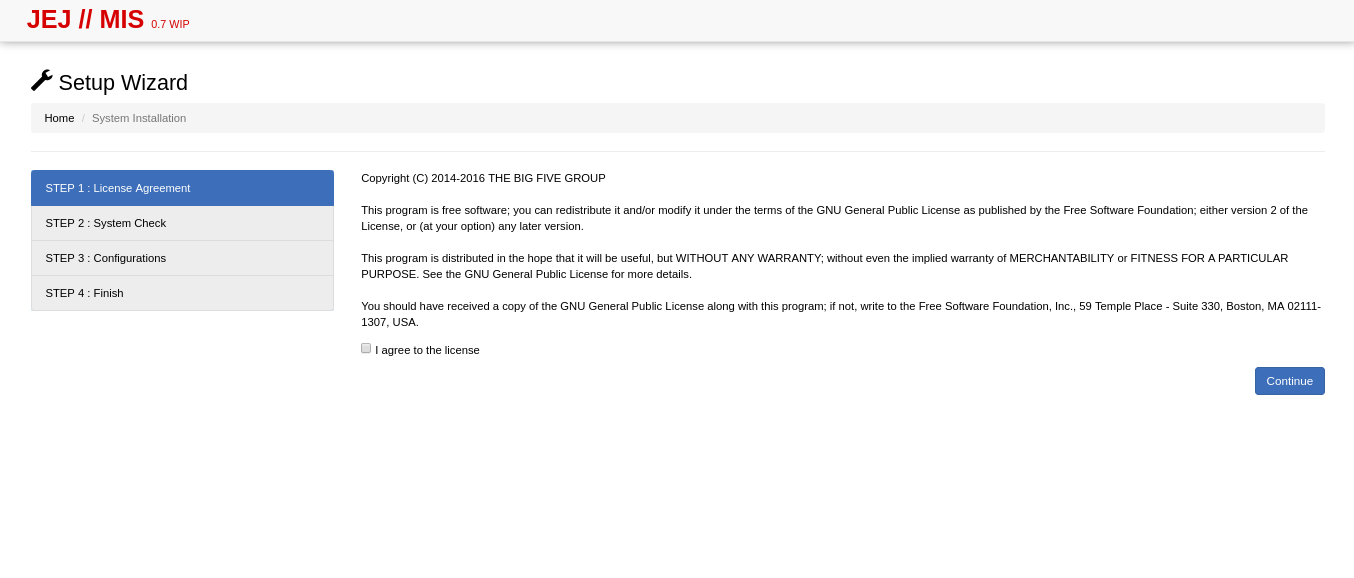 JEJ // MIS 0.7 WIP
Setup Wizard
Home / System Installation
STEP 1 : License Agreement
STEP 2 : System Check
STEP 3 : Configurations
STEP 4 : Finish
Copyright (C) 2014-2016 THE BIG FIVE GROUP
This program is free software; you can redistribute it and/or modify it under the terms of the GNU General Public License as published by the Free Software Foundation; either version 2 of the
License, or (at your option) any later version.
This program is distributed in the hope that it will be useful, but WITHOUT ANY WARRANTY; without even the implied warranty of MERCHANTABILITY or FITNESS FOR A PARTICULAR
PURPOSE. See the GNU General Public License for more details.
You should have received a copy of the GNU General Public License along with this program; if not, write to the Free Software Foundation, Inc., 59 Temple Place - Suite 330, Boston, MA 02111-
1307, USA.
I agree to the license
Continue